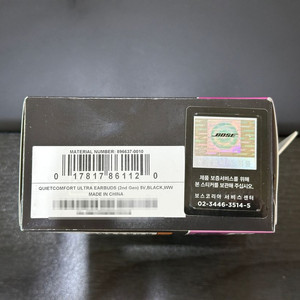 MATERIAL NUMBER: 896637-0010
0 17817 86112 0
QUIETCOMFORT ULTRA EARBUDS (2nd Gen) 5V,BLACK,WW
MADE IN CHINA
BOSE
제품 보증서비스를 위해
본 스티커를 보관해 주십시오.
보스코리아 서비스센터
02-3446-3514~5